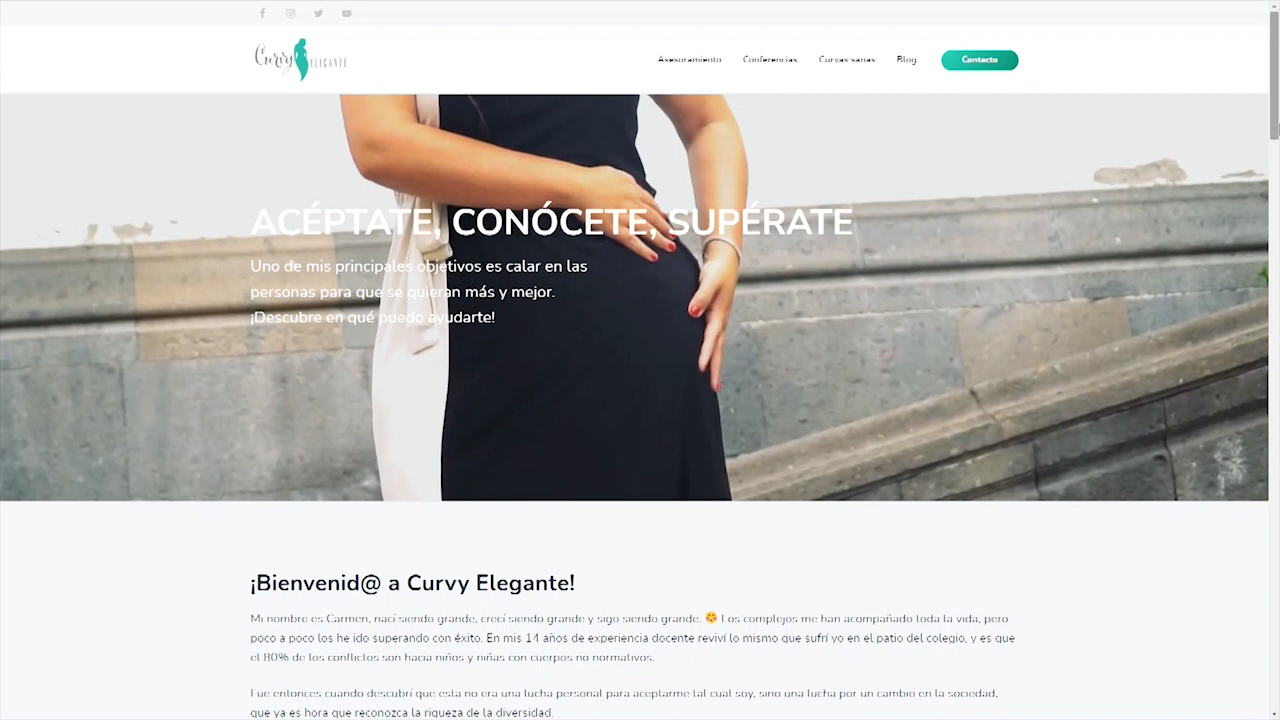 Curvy ELEGANTE
Asesoramiento Conferencias Curvas sanas Blog Contacto
ACÉPTATE, CONÓCETE, SUPÉRATE
Uno de mis principales objetivos es calar en las
personas para que se quieran más y mejor.
¡Descubre en qué puedo ayudarte!
¡Bienvenid@ a Curvy Elegante!
Mi nombre es Carmen, nací siendo grande, crecí siendo grande y sigo siendo grande. Los complejos me han acompañado toda la vida, pero
poco a poco los he ido superando con éxito. En mis 14 años de experiencia docente reviví lo mismo que sufrí yo en el patio del colegio, y es que
el 80% de los conflictos son hacia niños y niñas con cuerpos no normativos.
Fue entonces cuando descubrí que esta no era una lucha personal para aceptarme tal cual soy, sino una lucha por un cambio en la sociedad,
que ya es hora que reconozca la riqueza de la diversidad.